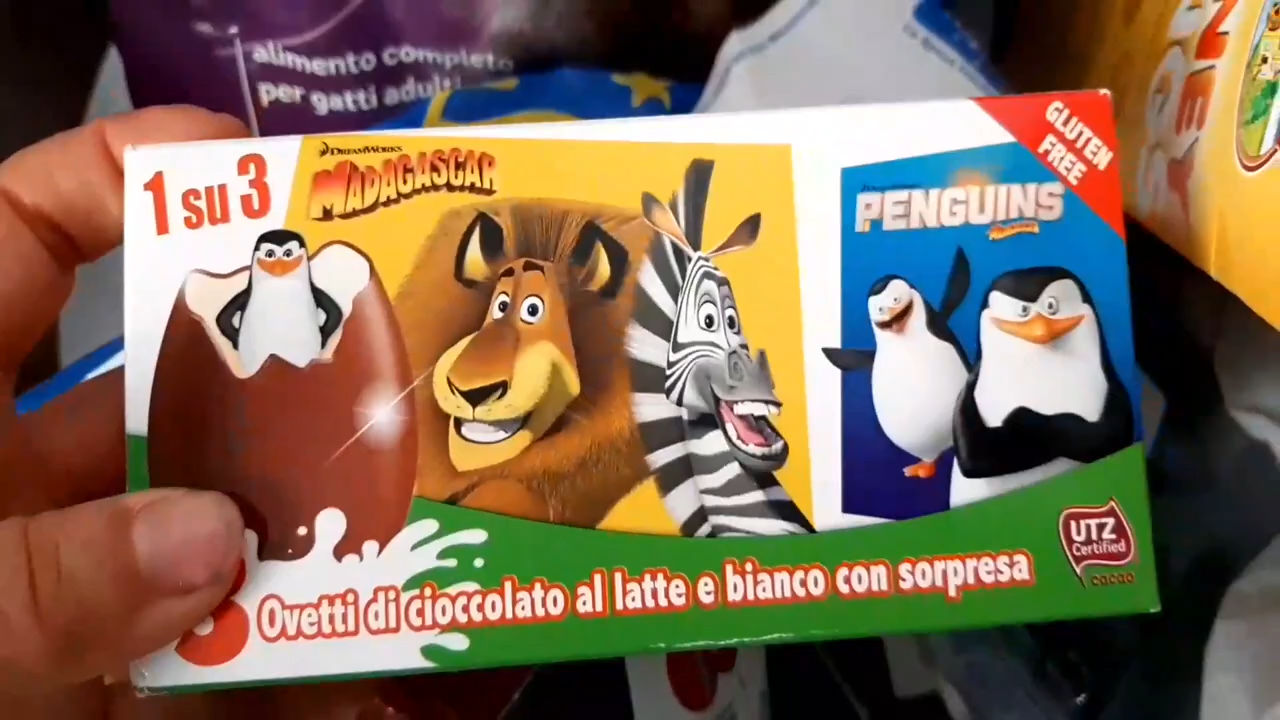 alimento completo
per gatti adulti
1 su 3
DREAMWORKS
MADAGASCAR
PENGUINS
GLUTEN
FREE
UTZ
Certified
cacao
Ovetti di cioccolato al latte e bianco con sorpresa